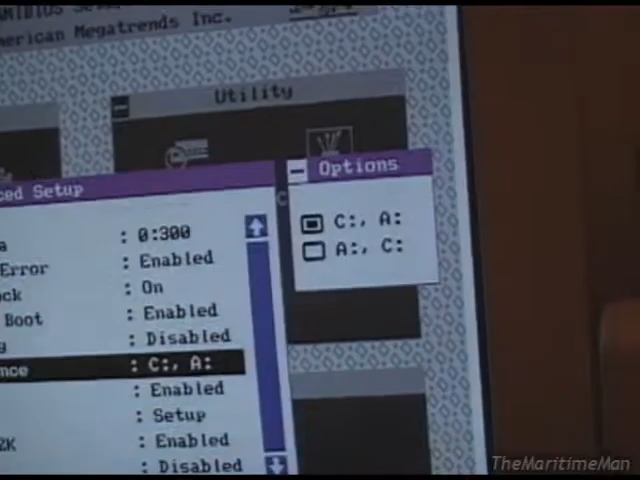 American Megatrends Inc.
Utility
Options
ced Setup
C:, A:
A:, C:
a : 0:300
Error : Enabled
ock : On
Boot : Enabled
g : Disabled
nce : C:, A:
: Enabled
: Setup
2K : Enabled
: Disabled
TheMaritimeMan